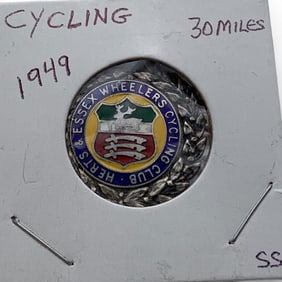 CYCLING
30 MILES
1949
HERTS & ESSEX WHEELERS CYCLING CLUB
SS